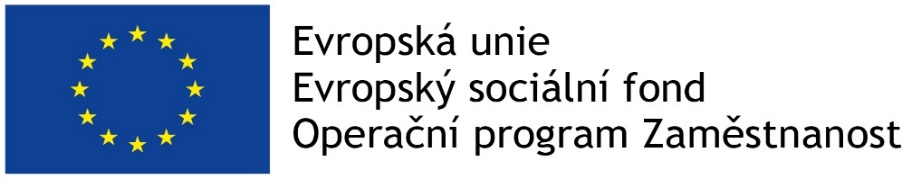 Evropská unie
Evropský sociální fond
Operační program Zaměstnanost